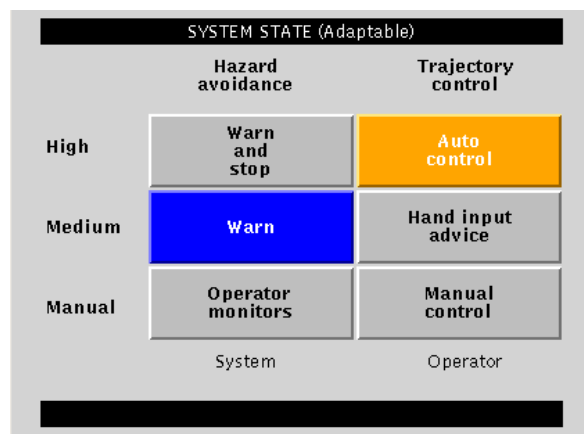 SYSTEM STATE (Adaptable)
Hazard
avoidance
Trajectory
control
High
Warn
and
stop
Auto
control
Medium
Warn
Hand input
advice
Manual
Operator
monitors
Manual
control
System
Operator